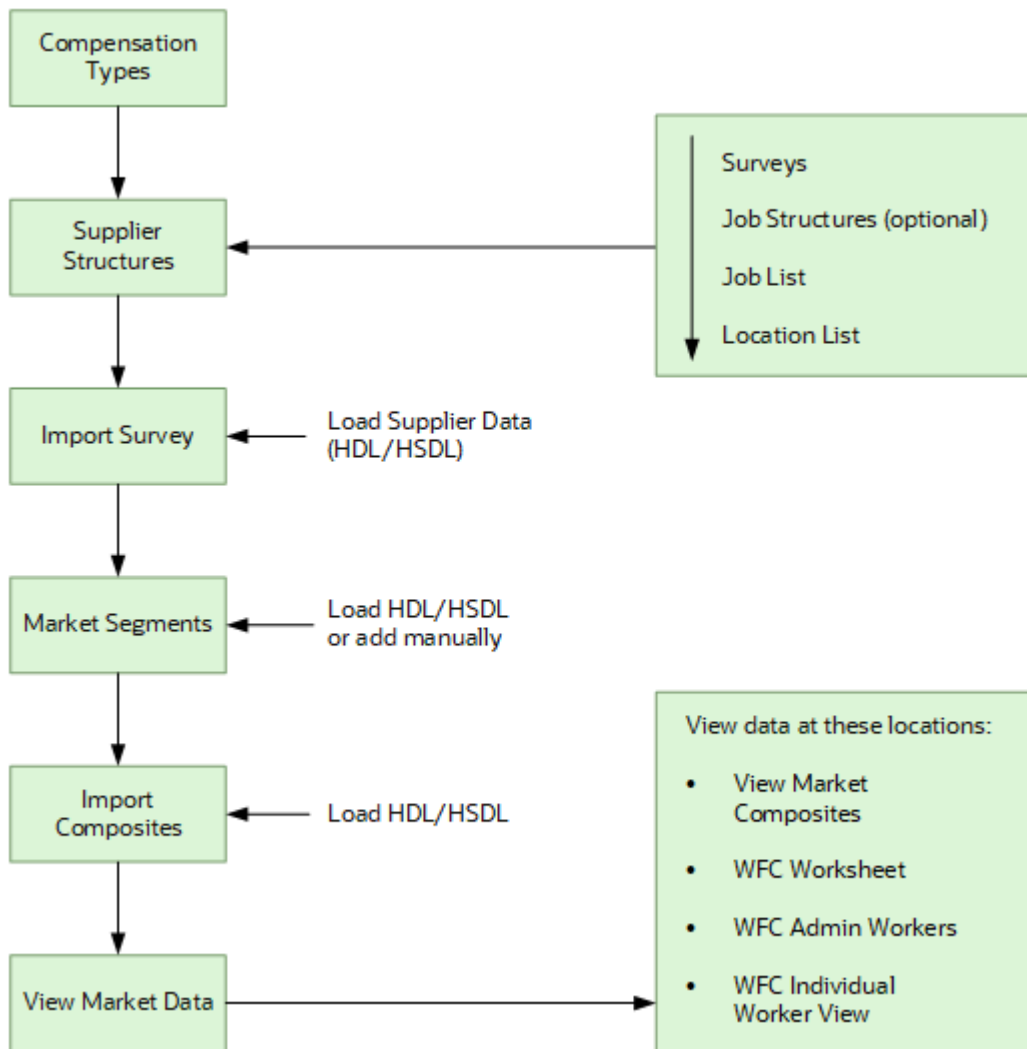 Compensation
Types
Supplier
Structures
Surveys
Job Structures (optional)
Job List
Location List
Import Survey
Load Supplier Data
(HDL/HSDL)
Market Segments
Load HDL/HSDL
or add manually
Import
Composites
Load HDL/HSDL
View Market Data
View data at these locations:
• View Market
Composites
• WFC Worksheet
• WFC Admin Workers
• WFC Individual
Worker View